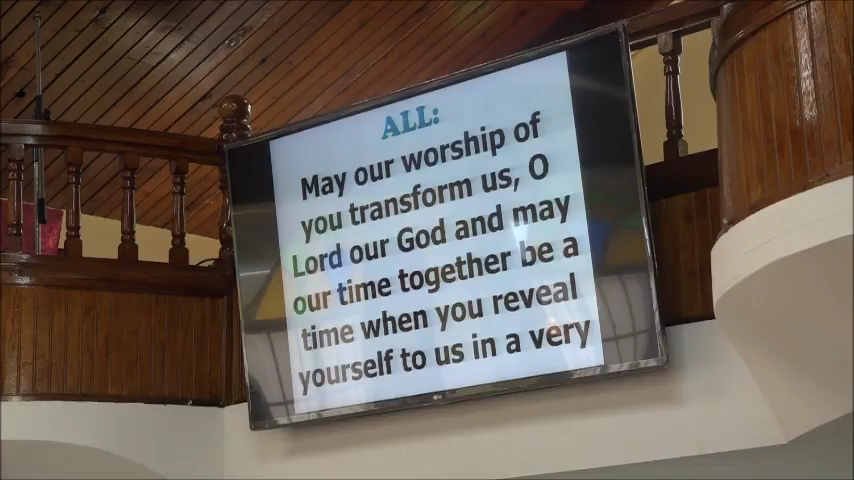 ALL:
May our worship of
you transform us, O
Lord our God and may
our time together be a
time when you reveal
yourself to us in a very